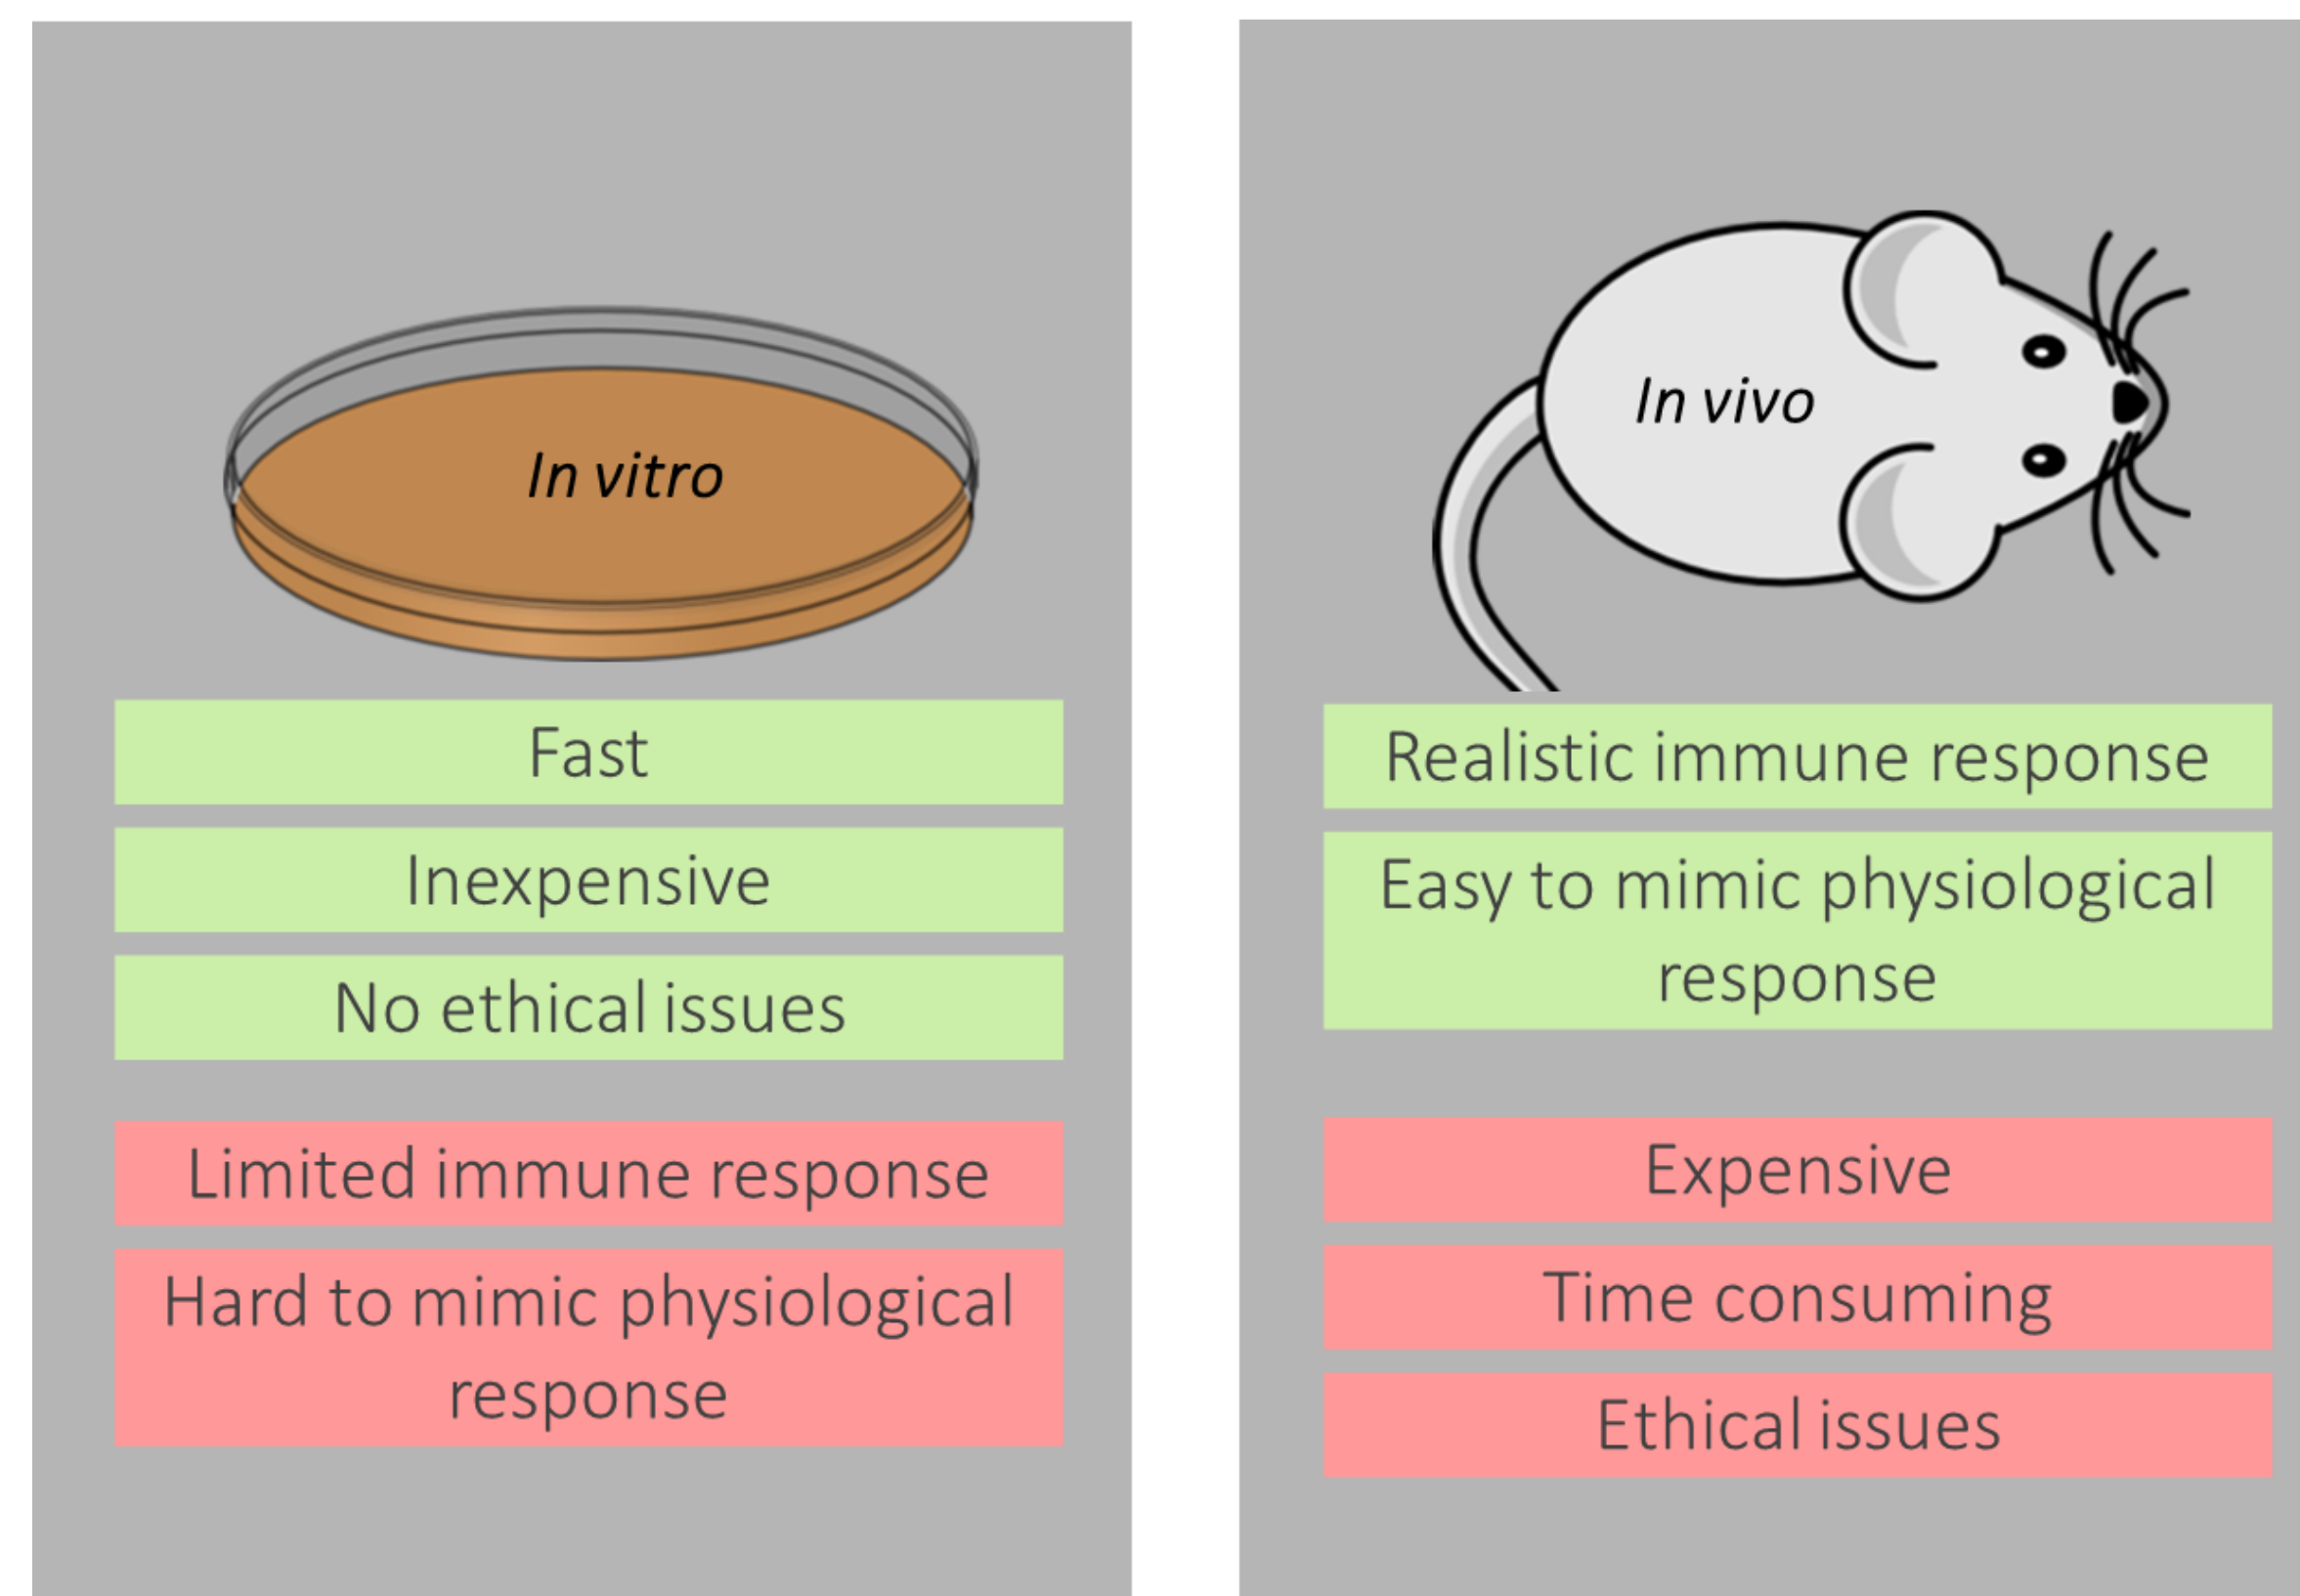 In vitro
Fast
Inexpensive
No ethical issues
Limited immune response
Hard to mimic physiological
response
In vivo
Realistic immune response
Easy to mimic physiological
response
Expensive
Time consuming
Ethical issues